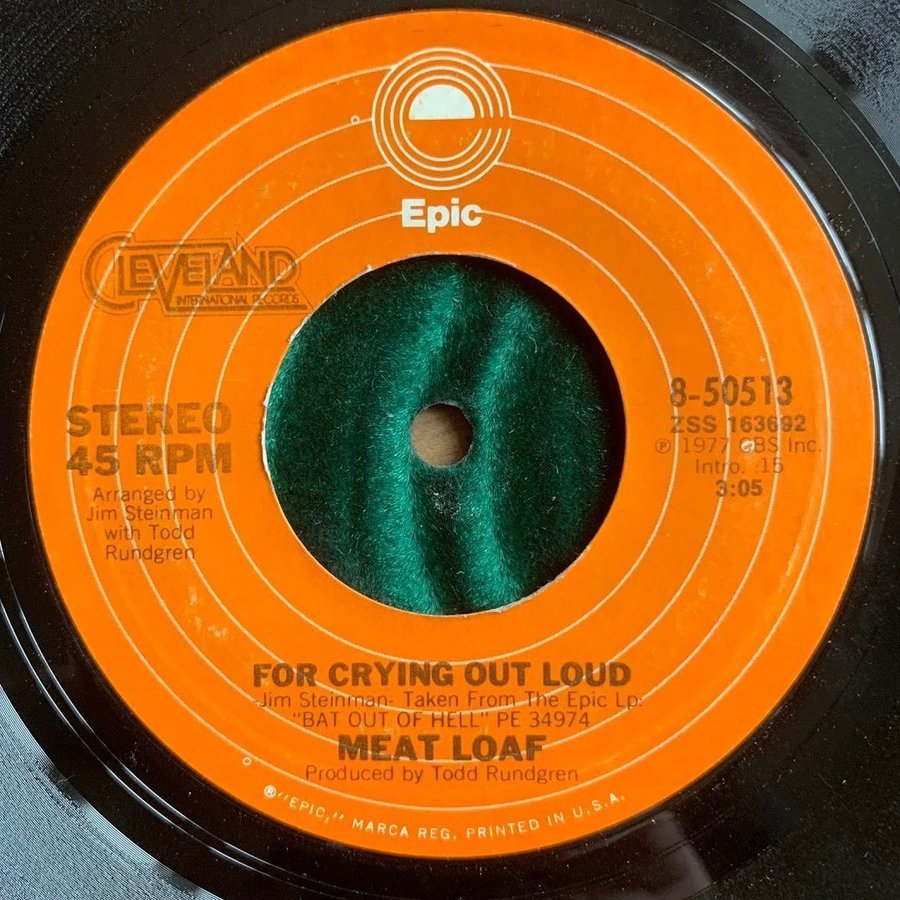 Epic
CLEVELAND
INTERNATIONAL RECORDS
STEREO
45 RPM
Arranged by
Jim Steinman
with Todd
Rundgren
8-50513
ZSS 163692
℗ 1977 CBS Inc.
Intro. :15
3:05
FOR CRYING OUT LOUD
-Jim Steinman- Taken From The Epic Lp:
"BAT OUT OF HELL" PE 34974
MEAT LOAF
Produced by Todd Rundgren
®"EPIC," MARCA REG. PRINTED IN U.S.A.